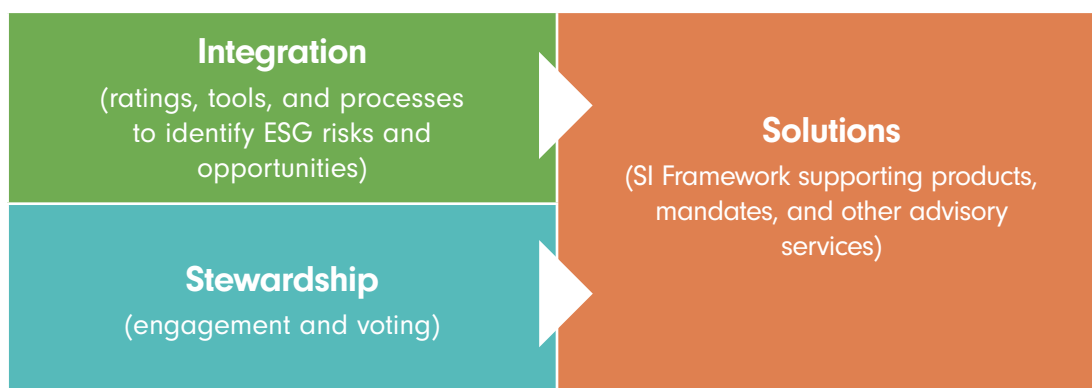 Integration
(ratings, tools, and processes
to identify ESG risks and
opportunities)
Stewardship
(engagement and voting)
Solutions
(SI Framework supporting products,
mandates, and other advisory
services)